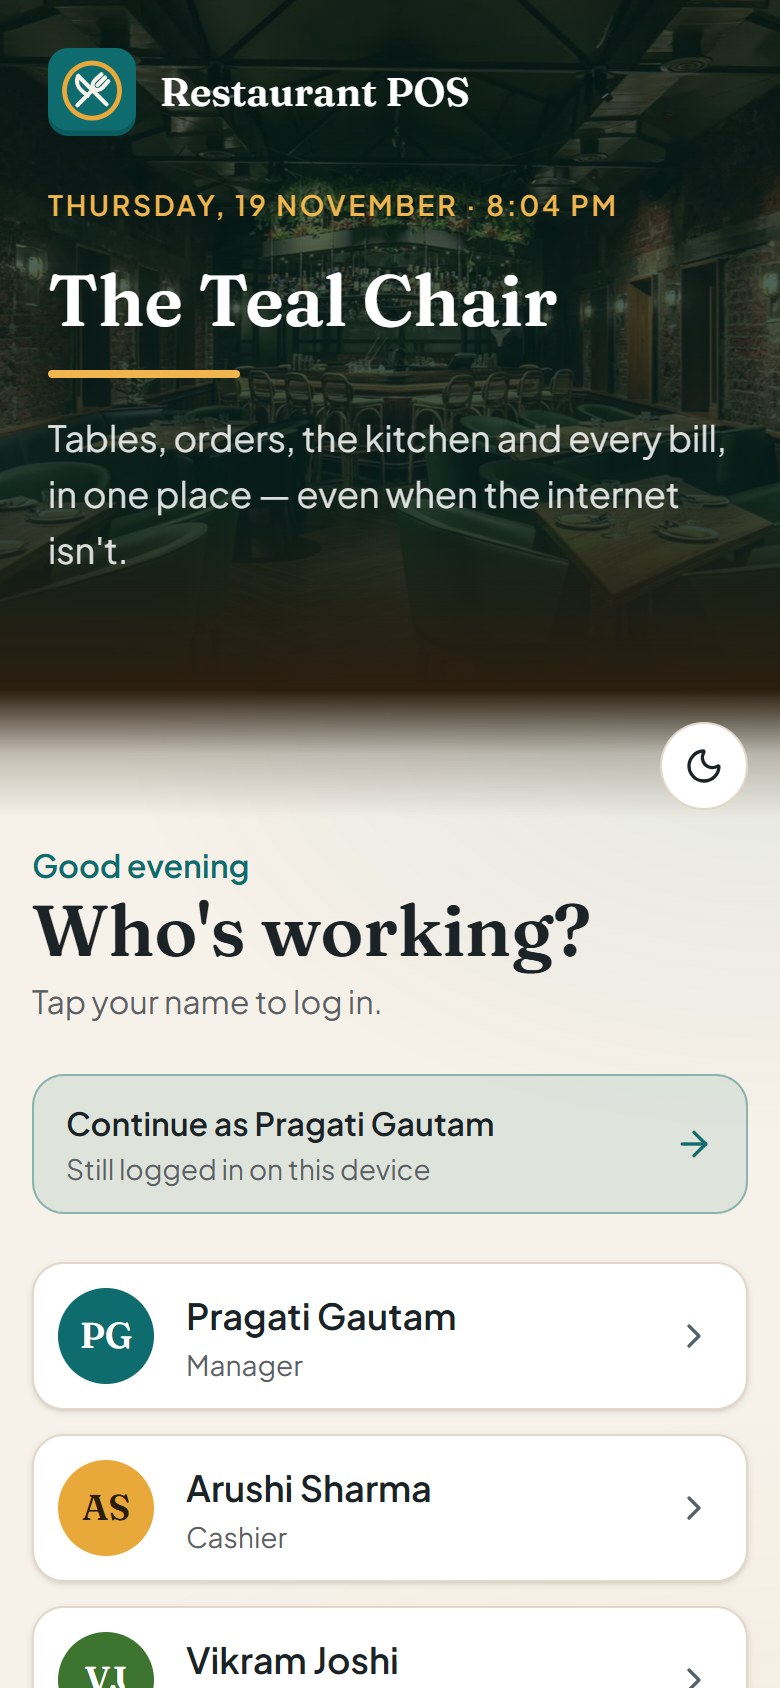 Restaurant POS
THURSDAY, 19 NOVEMBER · 8:04 PM
The Teal Chair
Tables, orders, the kitchen and every bill,
in one place — even when the internet
isn't.
Good evening
Who's working?
Tap your name to log in.
Continue as Pragati Gautam
Still logged in on this device
PG
Pragati Gautam
Manager
AS
Arushi Sharma
Cashier
VJ
Vikram Joshi